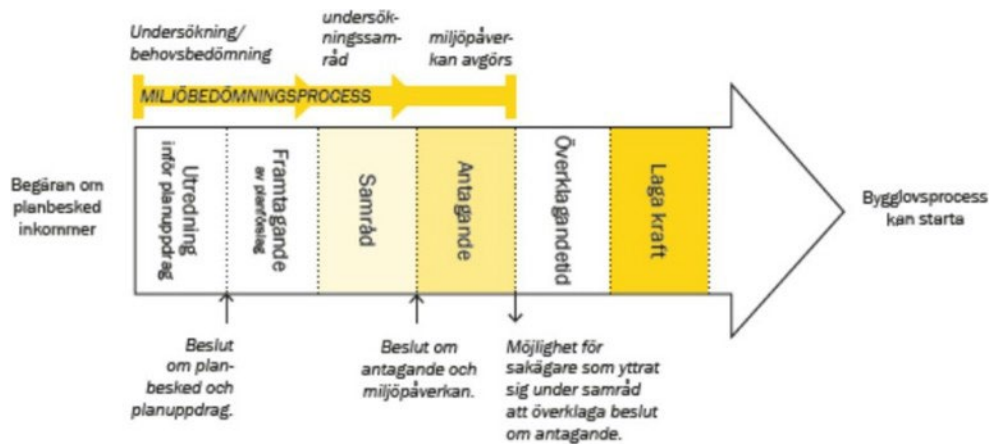 Undersökning/
behovsbedömning
undersök-
ningssam-
råd
miljöpåver-
kan avgörs
MILJÖBEDÖMNINGSPROCESS
Begäran om
planbesked
inkommer
Utredning
inför planuppdrag
Framtagande
av planförslag
Samråd
Antagande
Överklagandetid
Laga kraft
Bygglovsprocess
kan starta
Beslut
om plan-
besked och
planuppdrag.
Beslut om
antagande och
miljöpåverkan.
Möjlighet för
sakägare som yttrat
sig under samråd
att överklaga beslut
om antagande.